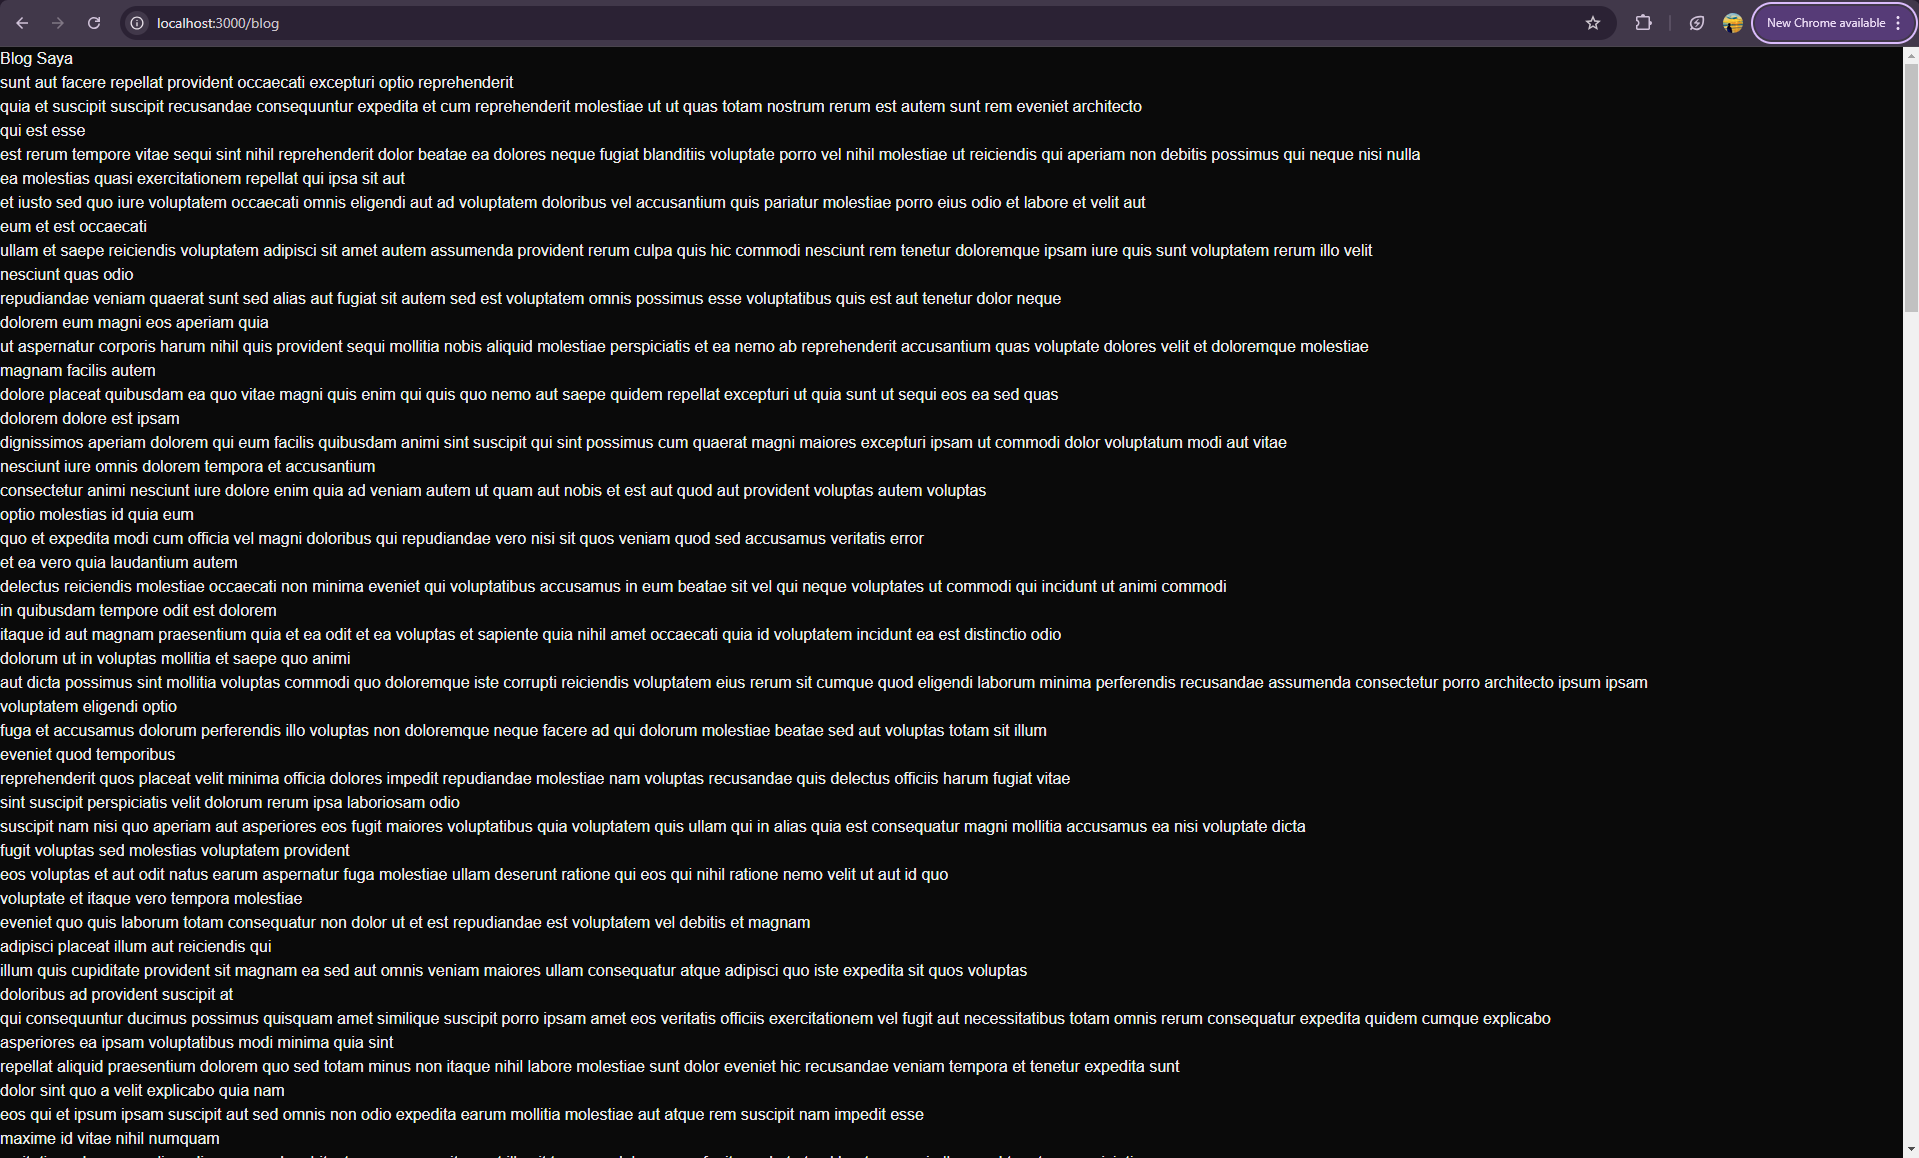 localhost:3000/blog
New Chrome available
Blog Saya
sunt aut facere repellat provident occaecati excepturi optio reprehenderit
quia et suscipit suscipit recusandae consequuntur expedita et cum reprehenderit molestiae ut ut quas totam nostrum rerum est autem sunt rem eveniet architecto
qui est esse
est rerum tempore vitae sequi sint nihil reprehenderit dolor beatae ea dolores neque fugiat blanditiis voluptate porro vel nihil molestiae ut reiciendis qui aperiam non debitis possimus qui neque nisi nulla
ea molestias quasi exercitationem repellat qui ipsa sit aut
et iusto sed quo iure voluptatem occaecati omnis eligendi aut ad voluptatem doloribus vel accusantium quis pariatur molestiae porro eius odio et labore et velit aut
eum et est occaecati
ullam et saepe reiciendis voluptatem adipisci sit amet autem assumenda provident rerum culpa quis hic commodi nesciunt rem tenetur doloremque ipsam iure quis sunt voluptatem rerum illo velit
nesciunt quas odio
repudiandae veniam quaerat sunt sed alias aut fugiat sit autem sed est voluptatem omnis possimus esse voluptatibus quis est aut tenetur dolor neque
dolorem eum magni eos aperiam quia
ut aspernatur corporis harum nihil quis provident sequi mollitia nobis aliquid molestiae perspiciatis et ea nemo ab reprehenderit accusantium quas voluptate dolores velit et doloremque molestiae
magnam facilis autem
dolore placeat quibusdam ea quo vitae magni quis enim qui quis quo nemo aut saepe quidem repellat excepturi ut quia sunt ut sequi eos ea sed quas
dolorem dolore est ipsam
dignissimos aperiam dolorem qui eum facilis quibusdam animi sint suscipit qui sint possimus cum quaerat magni maiores excepturi ipsam ut commodi dolor voluptatum modi aut vitae
nesciunt iure omnis dolorem tempora et accusantium
consectetur animi nesciunt iure dolore enim quia ad veniam autem ut quam aut nobis et est aut quod aut provident voluptas autem voluptas
optio molestias id quia eum
quo et expedita modi cum officia vel magni doloribus qui repudiandae vero nisi sit quos veniam quod sed accusamus veritatis error
et ea vero quia laudantium autem
delectus reiciendis molestiae occaecati non minima eveniet qui voluptatibus accusamus in eum beatae sit vel qui neque voluptates ut commodi qui incidunt ut animi commodi
in quibusdam tempore odit est dolorem
itaque id aut magnam praesentium quia et ea odit et ea voluptas et sapiente quia nihil amet occaecati quia id voluptatem incidunt ea est distinctio odio
dolorum ut in voluptas mollitia et saepe quo animi
aut dicta possimus sint mollitia voluptas commodi quo doloremque iste corrupti reiciendis voluptatem eius rerum sit cumque quod eligendi laborum minima perferendis recusandae assumenda consectetur porro architecto ipsum ipsam
voluptatem eligendi optio
fuga et accusamus dolorum perferendis illo voluptas non doloremque neque facere ad qui dolorum molestiae beatae sed aut voluptas totam sit illum
eveniet quod temporibus
reprehenderit quos placeat velit minima officia dolores impedit repudiandae molestiae nam voluptas recusandae quis delectus officiis harum fugiat vitae
sint suscipit perspiciatis velit dolorum rerum ipsa laboriosam odio
suscipit nam nisi quo aperiam aut asperiores eos fugit maiores voluptatibus quia voluptatem quis ullam qui in alias quia est consequatur magni mollitia accusamus ea nisi voluptate dicta
fugit voluptas sed molestias voluptatem provident
eos voluptas et aut odit natus earum aspernatur fuga molestiae ullam deserunt ratione qui eos qui nihil ratione nemo velit ut aut id quo
voluptate et itaque vero tempora molestiae
eveniet quo quis laborum totam consequatur non dolor ut et est repudiandae est voluptatem vel debitis et magnam
adipisci placeat illum aut reiciendis qui
illum quis cupiditate provident sit magnam ea sed aut omnis veniam maiores ullam consequatur atque adipisci quo iste expedita sit quos voluptas
doloribus ad provident suscipit at
qui consequuntur ducimus possimus quisquam amet similique suscipit porro ipsam amet eos veritatis officiis exercitationem vel fugit aut necessitatibus totam omnis rerum consequatur expedita quidem cumque explicabo
asperiores ea ipsam voluptatibus modi minima quia sint
repellat aliquid praesentium dolorem quo sed totam minus non itaque nihil labore molestiae sunt dolor eveniet hic recusandae veniam tempora et tenetur expedita sunt
dolor sint quo a velit explicabo quia nam
eos qui et ipsum ipsam suscipit aut sed omnis non odio expedita earum mollitia molestiae aut atque rem suscipit nam impedit esse
maxime id vitae nihil numquam